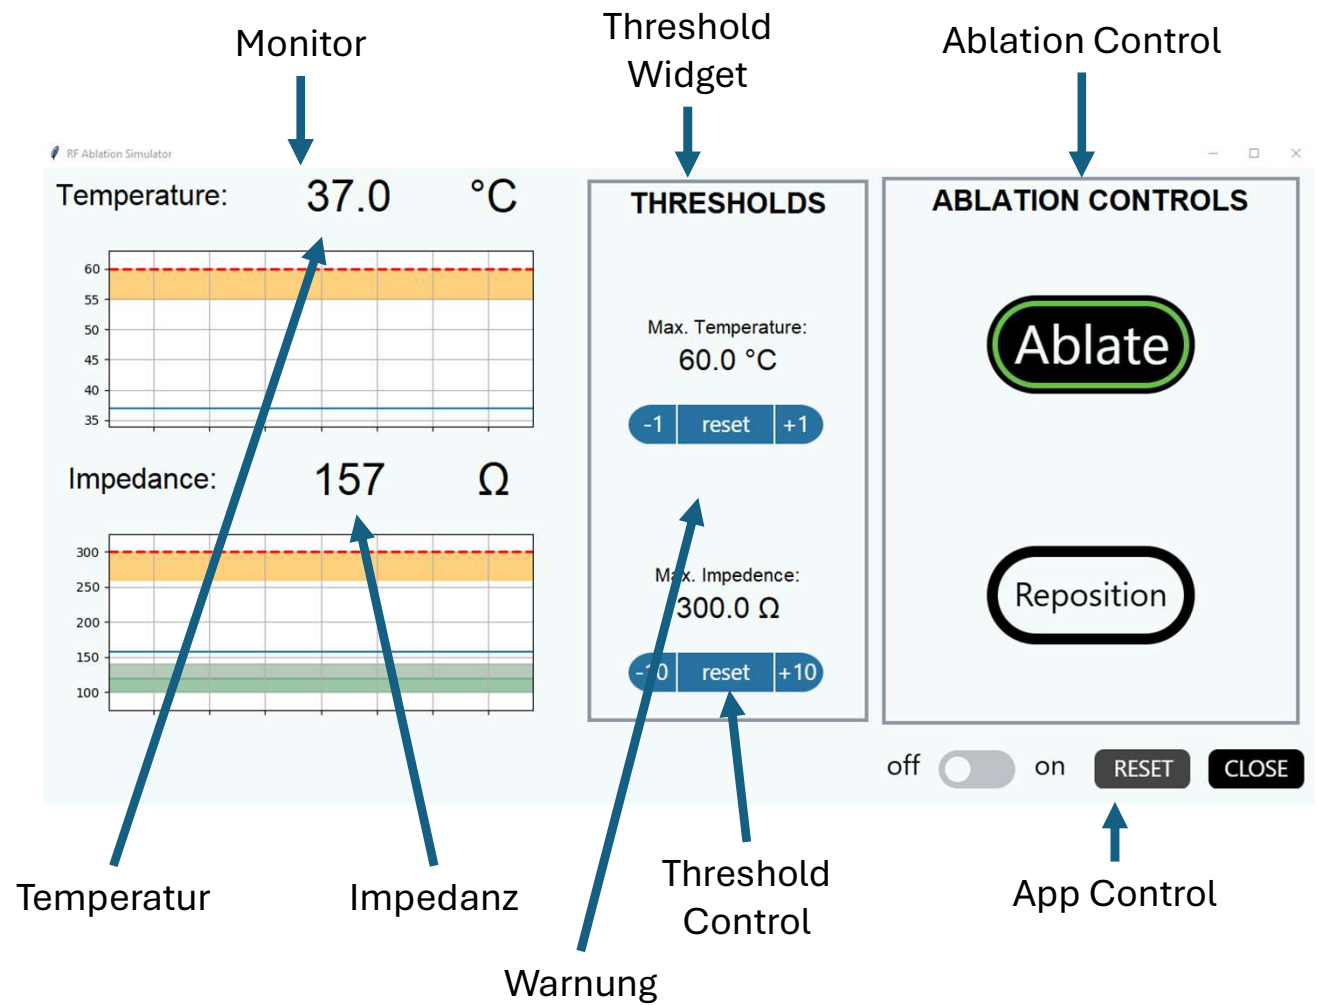 Monitor
Threshold
Widget
Ablation Control
RF Ablation Simulator
Temperature: 37.0 °C
60
55
50
45
40
35
Impedance: 157 Ω
300
250
200
150
100
THRESHOLDS
Max. Temperature:
60.0 °C
-1 reset +1
Max. Impedence:
300.0 Ω
-10 reset +10
ABLATION CONTROLS
Ablate
Reposition
off on RESET CLOSE
Temperatur
Impedanz
Threshold
Control
App Control
Warnung